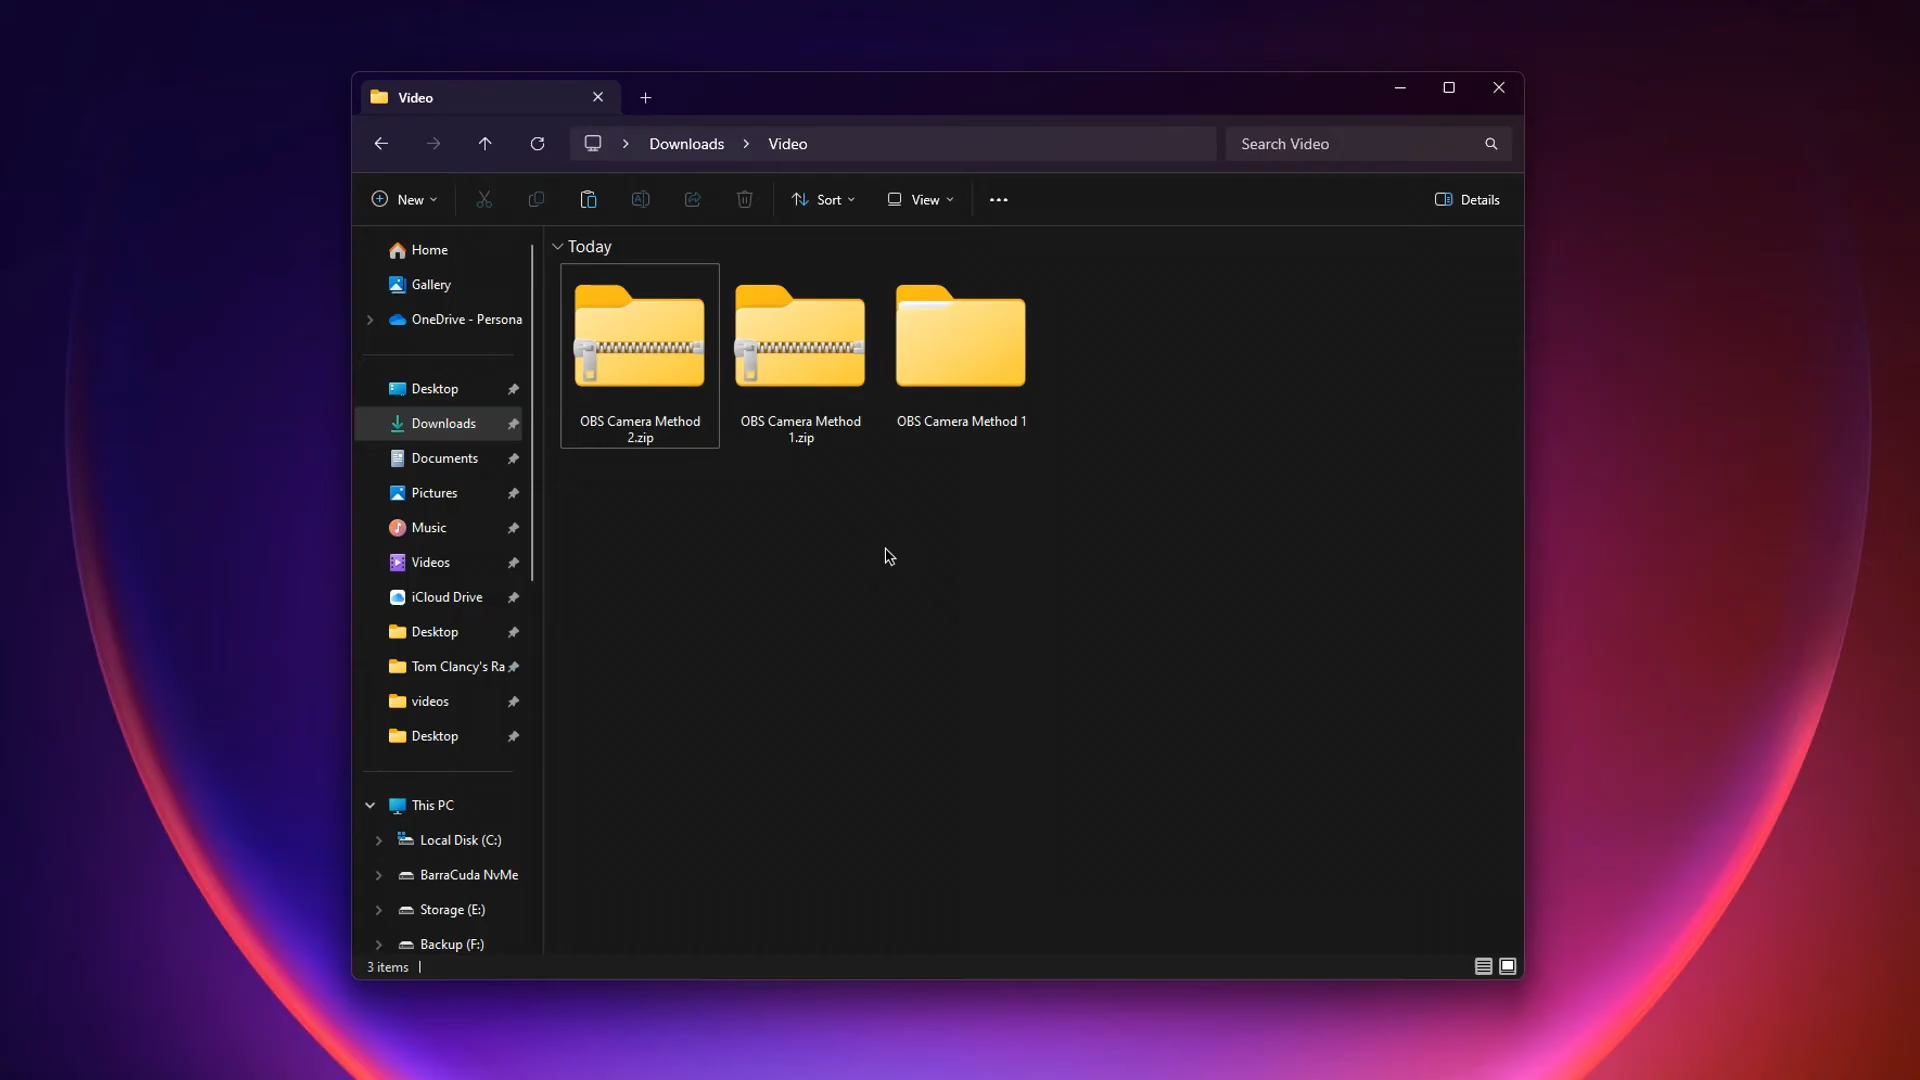 Video
Downloads
Video
Search Video
New
Sort
View
Details
Home
Gallery
OneDrive - Persona
Desktop
Downloads
Documents
Pictures
Music
Videos
iCloud Drive
Desktop
Tom Clancy's Ra
videos
Desktop
This PC
Local Disk (C:)
BarraCuda NvMe
Storage (E:)
Backup (F:)
Today
OBS Camera Method
2.zip
OBS Camera Method
1.zip
OBS Camera Method 1
3 items